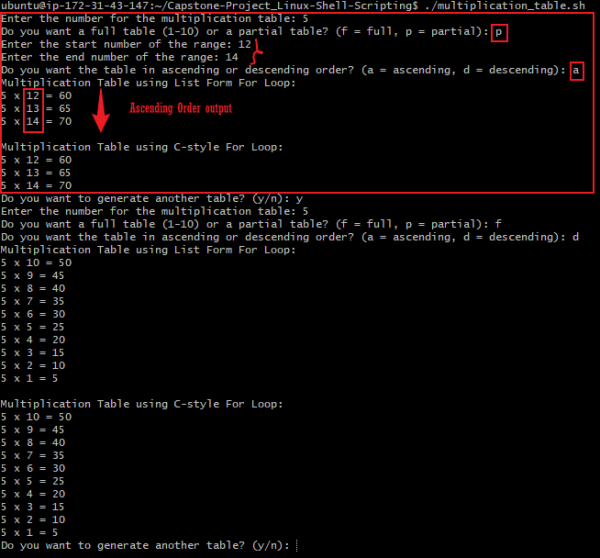 ubuntu@ip-172-31-43-147:~/Capstone-Project_Linux-Shell-Scripting$ ./multiplication_table.sh
Enter the number for the multiplication table: 5
Do you want a full table (1-10) or a partial table? (f = full, p = partial): p
Enter the start number of the range: 12
Enter the end number of the range: 14
Do you want the table in ascending or descending order? (a = ascending, d = descending): a
Multiplication Table using List Form For Loop:
5 x 12 = 60
5 x 13 = 65
5 x 14 = 70
Ascending Order output
Multiplication Table using C-style For Loop:
5 x 12 = 60
5 x 13 = 65
5 x 14 = 70
Do you want to generate another table? (y/n): y
Enter the number for the multiplication table: 5
Do you want a full table (1-10) or a partial table? (f = full, p = partial): f
Do you want the table in ascending or descending order? (a = ascending, d = descending): d
Multiplication Table using List Form For Loop:
5 x 10 = 50
5 x 9 = 45
5 x 8 = 40
5 x 7 = 35
5 x 6 = 30
5 x 5 = 25
5 x 4 = 20
5 x 3 = 15
5 x 2 = 10
5 x 1 = 5
Multiplication Table using C-style For Loop:
5 x 10 = 50
5 x 9 = 45
5 x 8 = 40
5 x 7 = 35
5 x 6 = 30
5 x 5 = 25
5 x 4 = 20
5 x 3 = 15
5 x 2 = 10
5 x 1 = 5
Do you want to generate another table? (y/n):